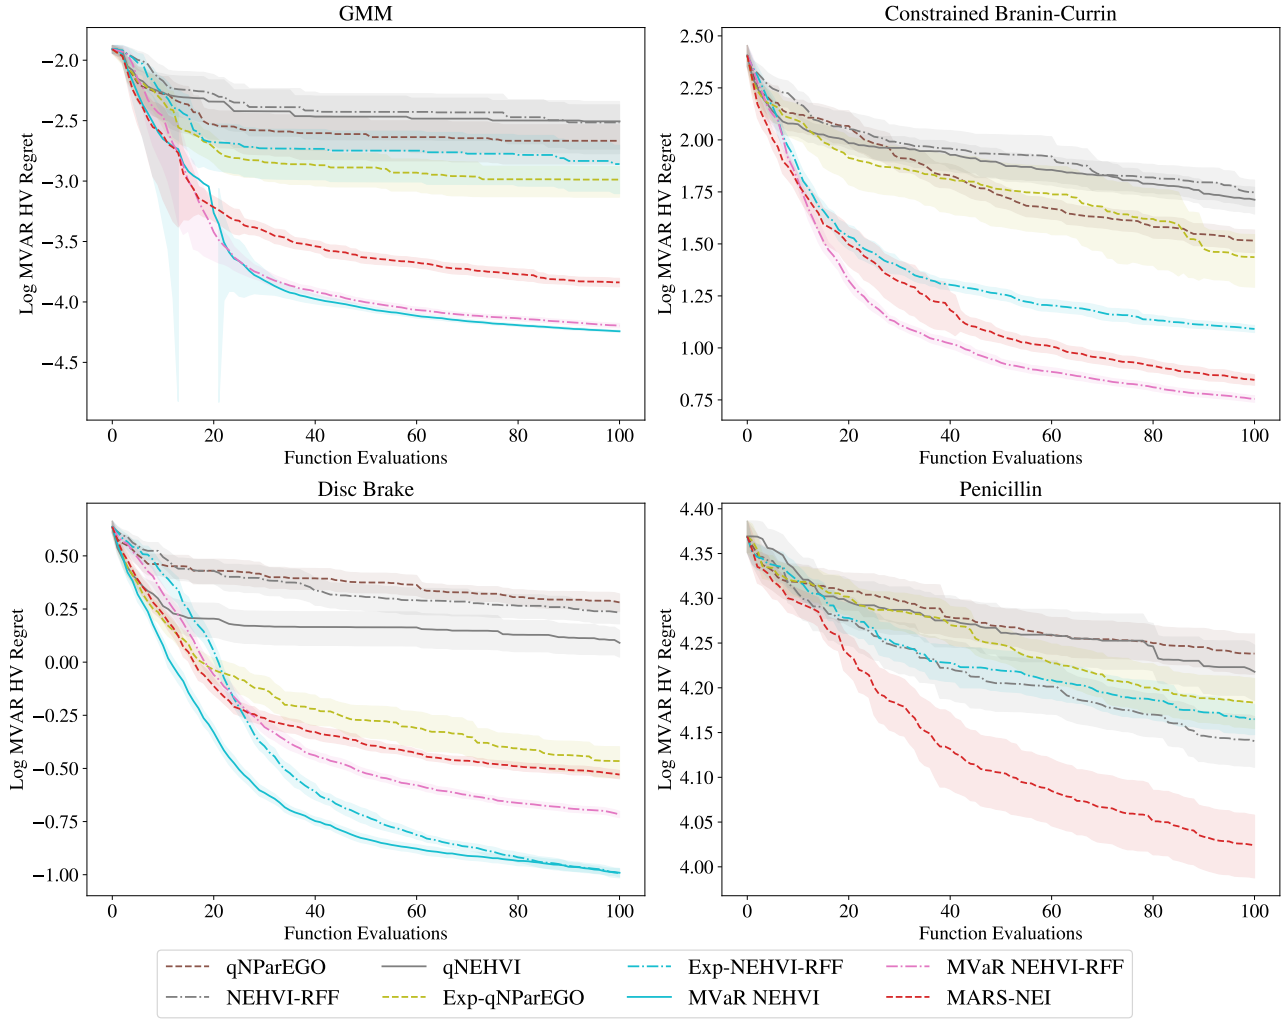 GMM
Log MVAR HV Regret
−2.0
−2.5
−3.0
−3.5
−4.0
−4.5
0 20 40 60 80 100
Function Evaluations
Constrained Branin-Currin
Log MVAR HV Regret
2.50
2.25
2.00
1.75
1.50
1.25
1.00
0.75
0 20 40 60 80 100
Function Evaluations
Disc Brake
Log MVAR HV Regret
0.50
0.25
0.00
−0.25
−0.50
−0.75
−1.00
0 20 40 60 80 100
Function Evaluations
Penicillin
Log MVAR HV Regret
4.40
4.35
4.30
4.25
4.20
4.15
4.10
4.05
4.00
0 20 40 60 80 100
Function Evaluations
qNParEGO qNEHVI Exp-NEHVI-RFF MVaR NEHVI-RFF
NEHVI-RFF Exp-qNParEGO MVaR NEHVI MARS-NEI